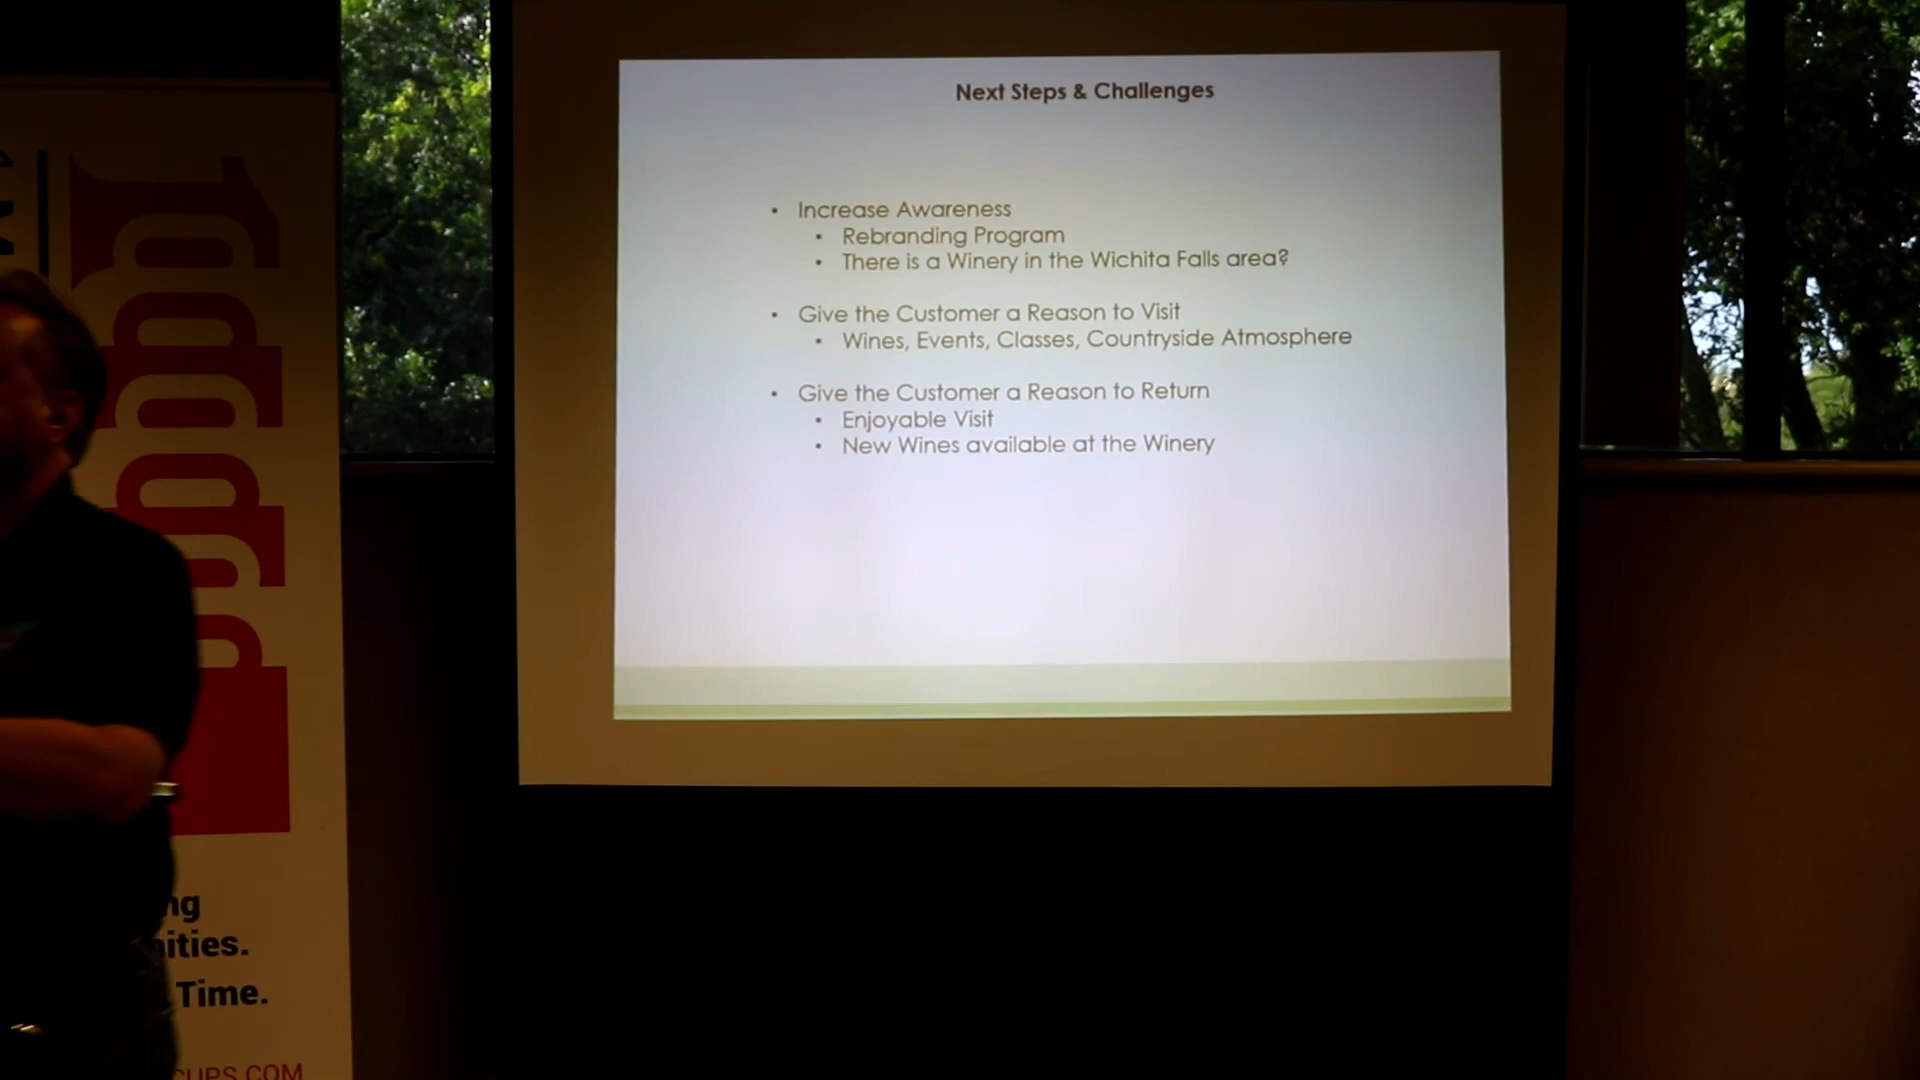 Next Steps & Challenges
• Increase Awareness
• Rebranding Program
• There is a Winery in the Wichita Falls area?
• Give the Customer a Reason to Visit
• Wines, Events, Classes, Countryside Atmosphere
• Give the Customer a Reason to Return
• Enjoyable Visit
• New Wines available at the Winery
Time.